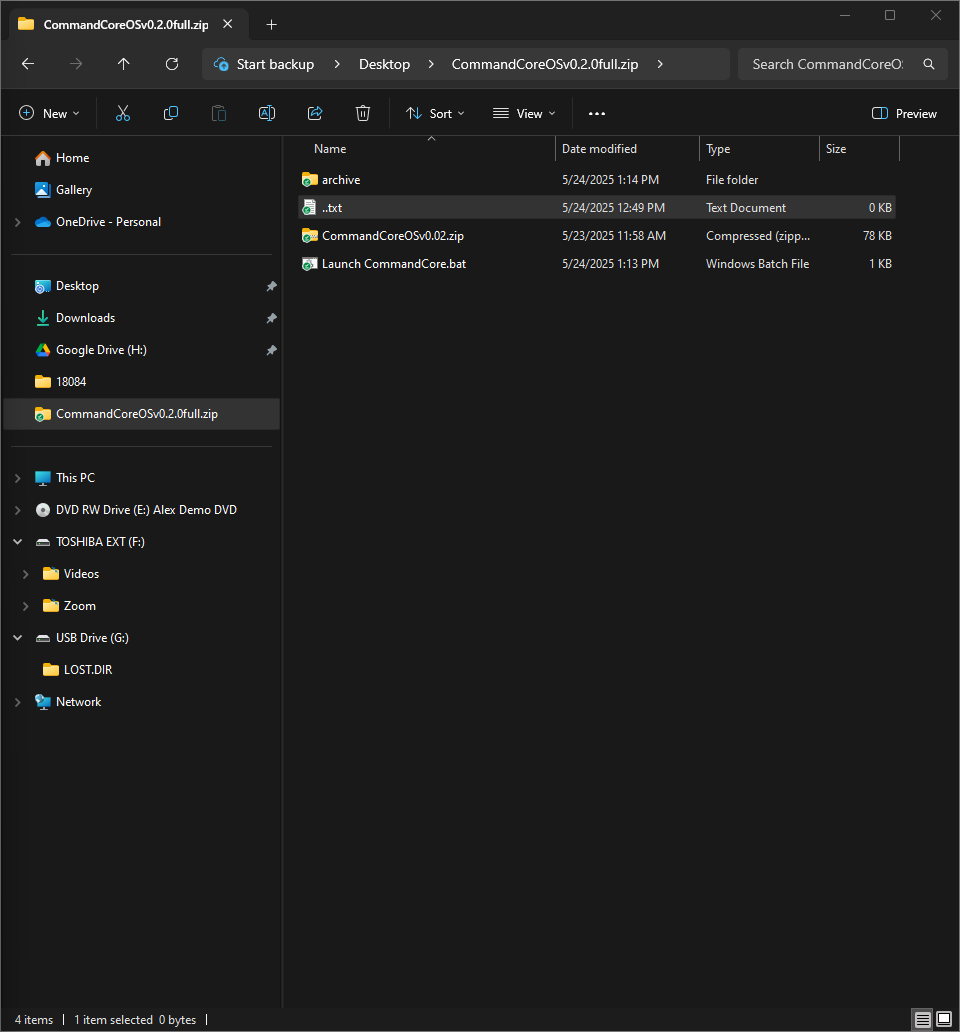 CommandCoreOSv0.2.0full.zip
Start backup Desktop CommandCoreOSv0.2.0full.zip Search CommandCoreO
New Sort View Preview
Name Date modified Type Size
Home
Gallery
OneDrive - Personal
Desktop
Downloads
Google Drive (H:)
18084
CommandCoreOSv0.2.0full.zip
This PC
DVD RW Drive (E:) Alex Demo DVD
TOSHIBA EXT (F:)
Videos
Zoom
USB Drive (G:)
LOST.DIR
Network
archive 5/24/2025 1:14 PM File folder
..txt 5/24/2025 12:49 PM Text Document 0 KB
CommandCoreOSv0.02.zip 5/23/2025 11:58 AM Compressed (zipp... 78 KB
Launch CommandCore.bat 5/24/2025 1:13 PM Windows Batch File 1 KB
4 items 1 item selected 0 bytes